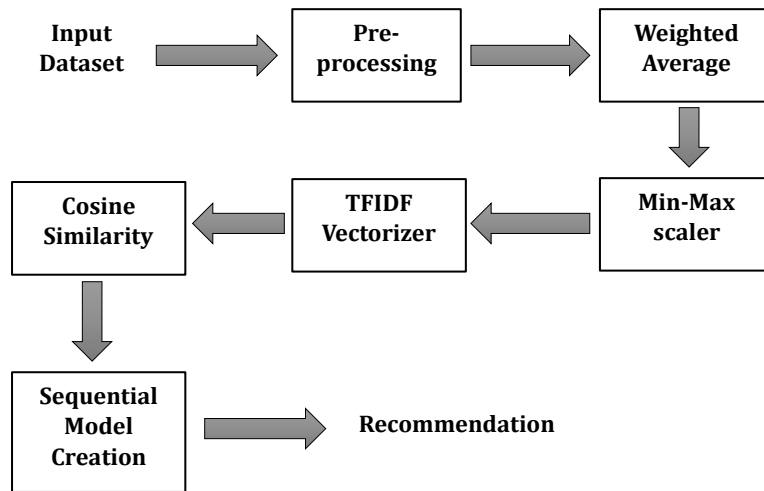 Input
Dataset
Pre-
processing
Weighted
Average
Min-Max
scaler
TFIDF
Vectorizer
Cosine
Similarity
Sequential
Model
Creation
Recommendation